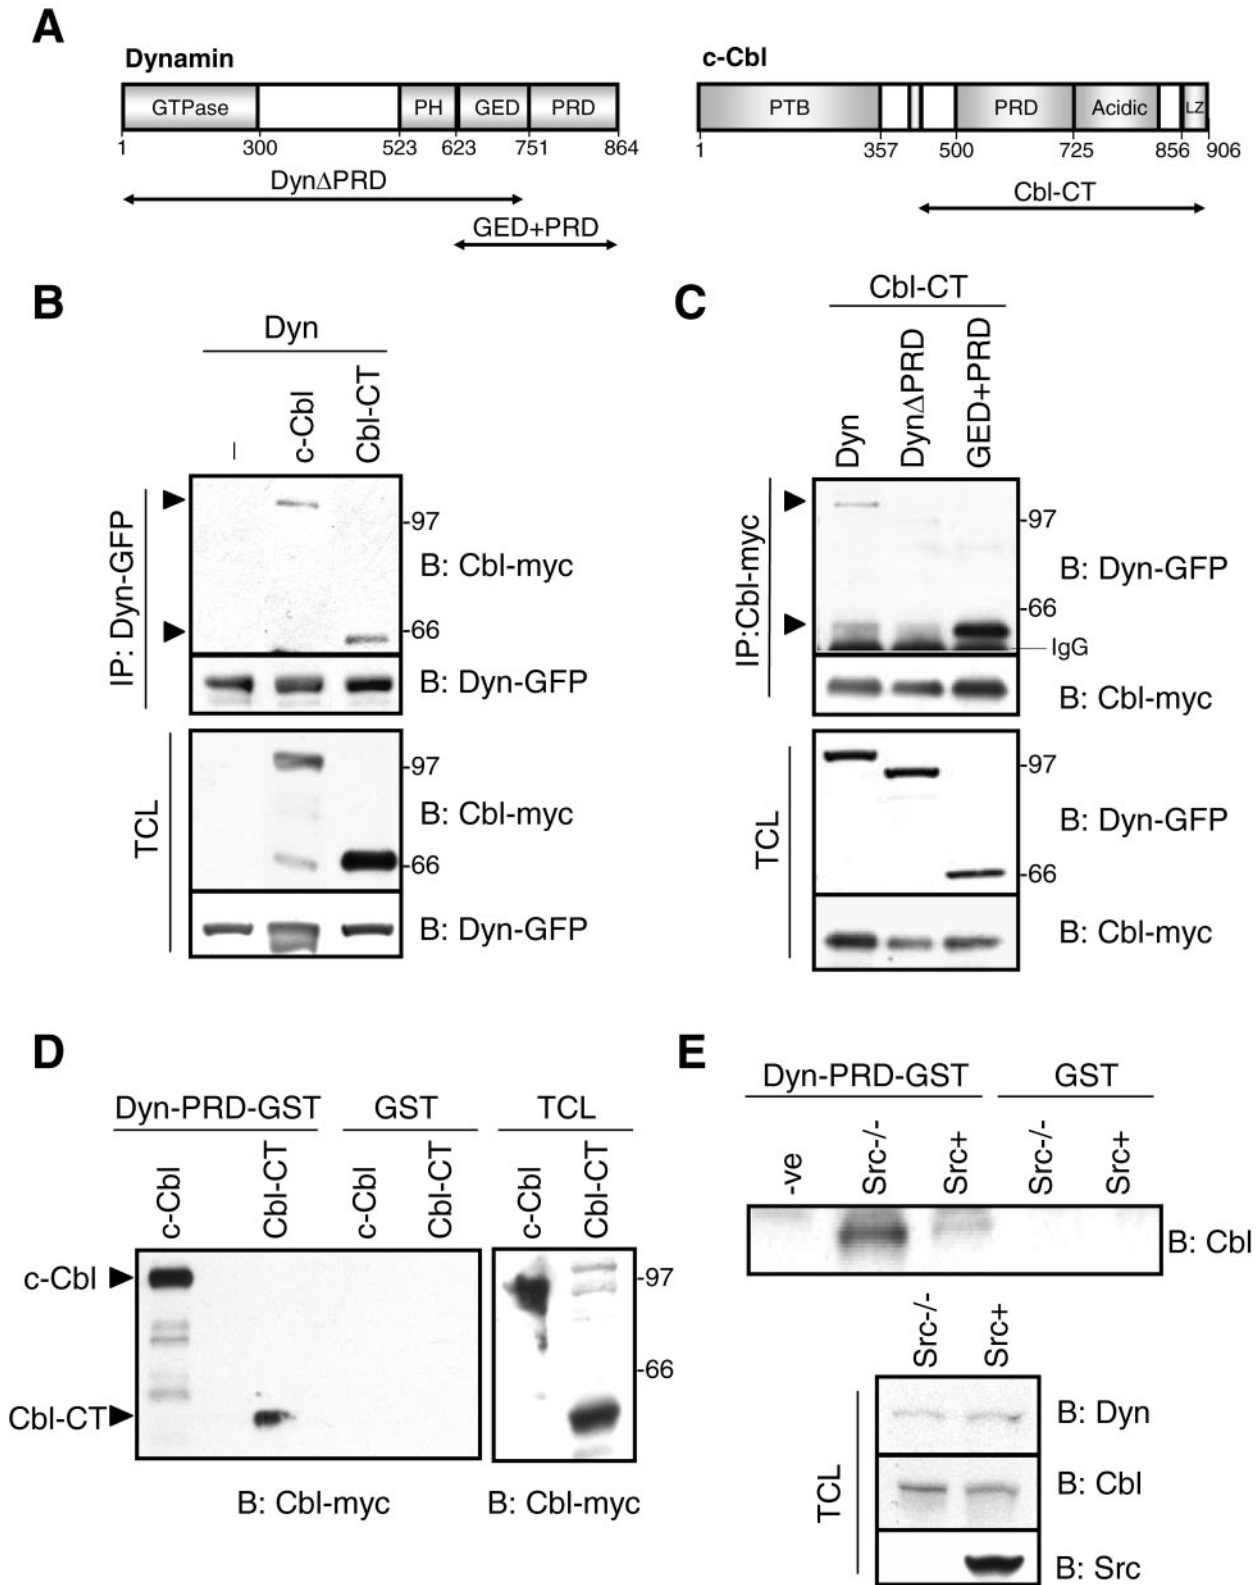 A
Dynamin
GTPase PH GED PRD
1 300 523 623 751 864
DynΔPRD
GED+PRD
c-Cbl
PTB PRD Acidic LZ
1 357 500 725 856 906
Cbl-CT
B
Dyn
– c-Cbl Cbl-CT
IP: Dyn-GFP
-97
B: Cbl-myc
-66
B: Dyn-GFP
TCL
-97
B: Cbl-myc
-66
B: Dyn-GFP
C
Cbl-CT
Dyn DynΔPRD GED+PRD
IP:Cbl-myc
-97
B: Dyn-GFP
-66
IgG
B: Cbl-myc
TCL
-97
B: Dyn-GFP
-66
B: Cbl-myc
D
Dyn-PRD-GST GST TCL
c-Cbl Cbl-CT c-Cbl Cbl-CT c-Cbl Cbl-CT
c-Cbl
-97
-66
Cbl-CT
B: Cbl-myc B: Cbl-myc
E
Dyn-PRD-GST GST
-ve Src-/- Src+ Src-/- Src+
B: Cbl
Src-/- Src+
TCL
B: Dyn
B: Cbl
B: Src